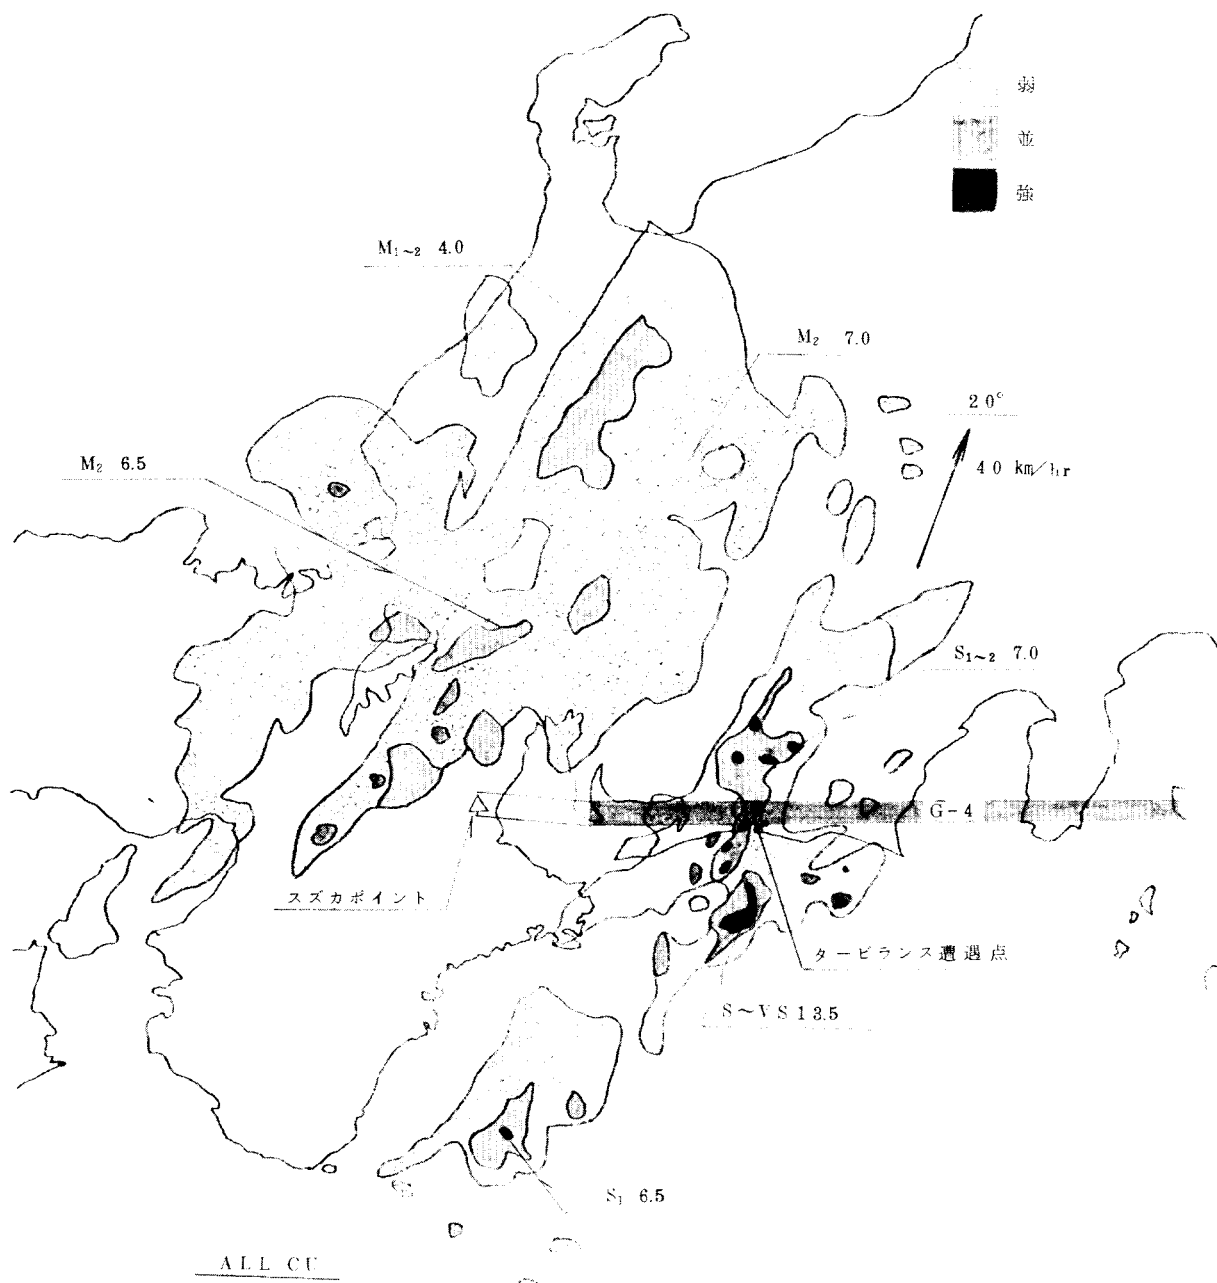 弱
並
強
M₁~₂ 4.0
M₂ 7.0
20°
40 km/hr
M₂ 6.5
S₁~₂ 7.0
G-4
スズカポイント
タービランス遭遇点
S~VS 13.5
S₁ 6.5
ALL CU